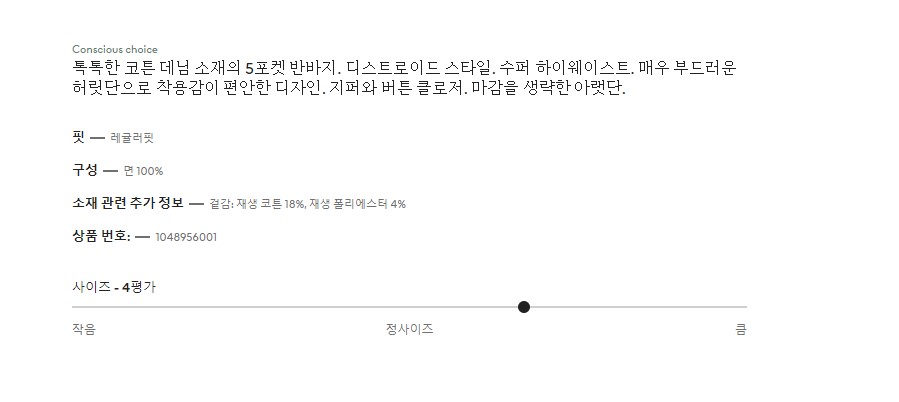 Conscious choice
톡톡한 코튼 데님 소재의 5포켓 반바지. 디스트로이드 스타일. 수퍼 하이웨이스트. 매우 부드러운
허릿단으로 착용감이 편안한 디자인. 지퍼와 버튼 클로저. 마감을 생략한 아랫단.
핏 — 레귤러핏
구성 — 면 100%
소재 관련 추가 정보 — 겉감: 재생 코튼 18%, 재생 폴리에스터 4%
상품 번호: — 1048956001
사이즈 - 4평가
작음 정사이즈 큼